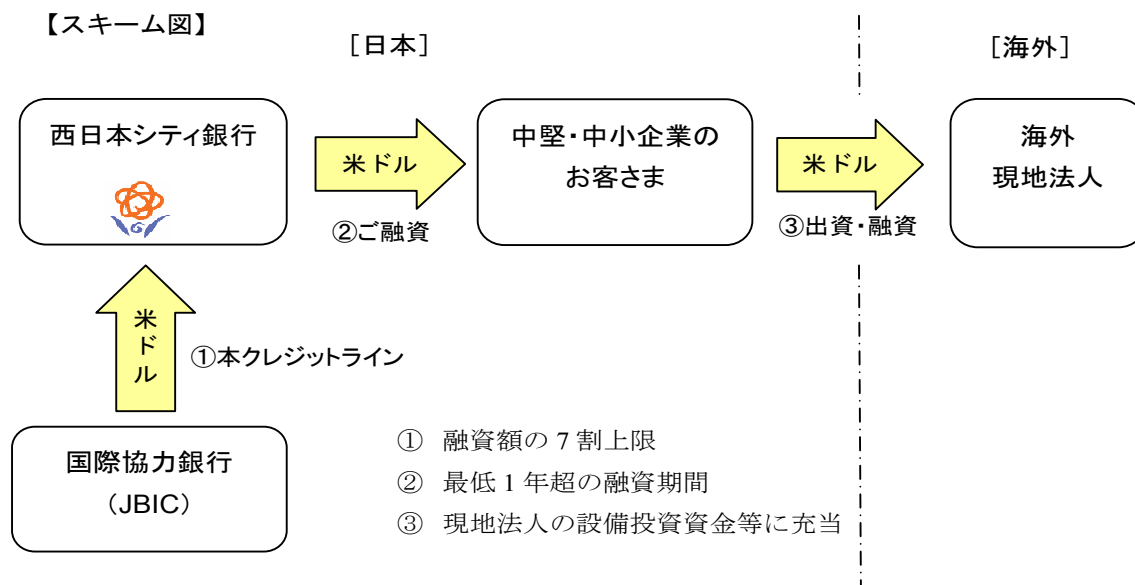 【スキーム図】
［日本］
［海外］
西日本シティ銀行
米ドル
②ご融資
中堅・中小企業の
お客さま
米ドル
③出資・融資
海外
現地法人
米ドル
①本クレジットライン
国際協力銀行
（JBIC）
① 融資額の 7 割上限
② 最低 1 年超の融資期間
③ 現地法人の設備投資資金等に充当